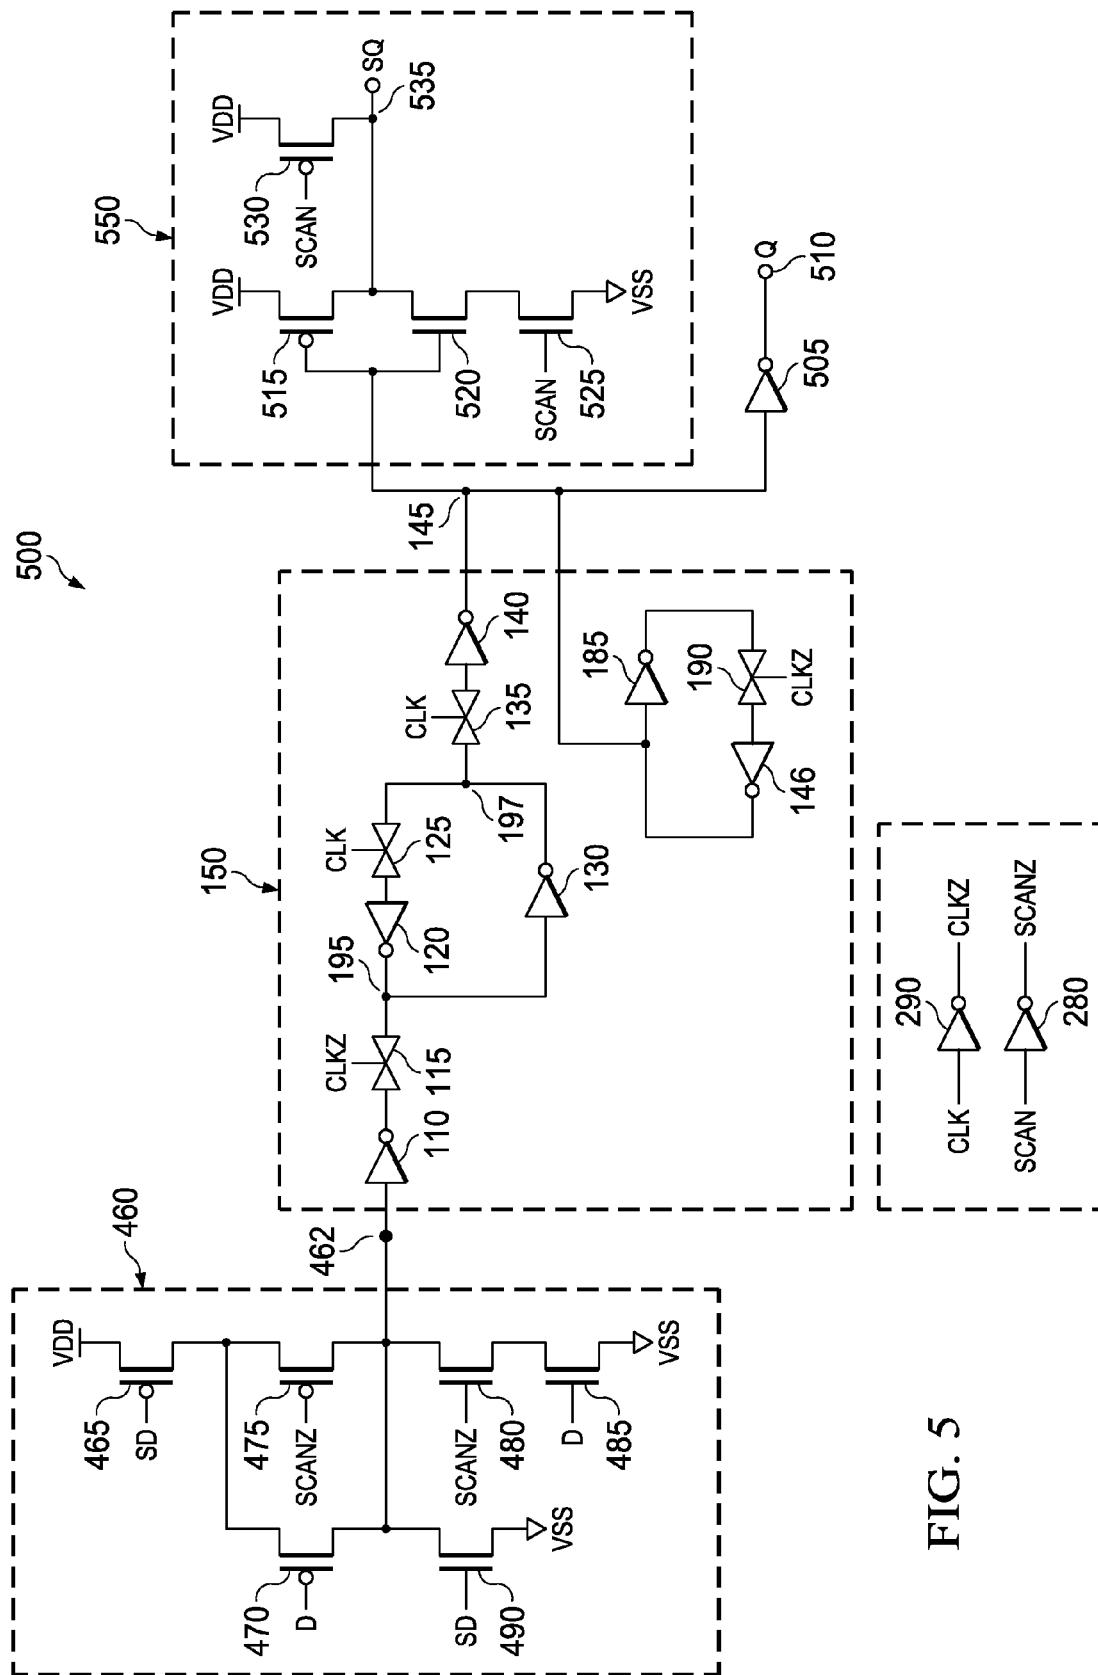 500
460
VDD
465
SD
475
SCANZ
470
D
462
SCANZ
480
SD
490
VSS
D
485
VSS
150
110
CLKZ
115
195
120
CLK
125
197
130
CLK
135
140
145
185
190
CLKZ
146
550
VDD
515
520
SCAN
525
VSS
VDD
530
SCAN
SQ
535
505
Q
510
CLK
290
CLKZ
SCAN
280
SCANZ
FIG. 5